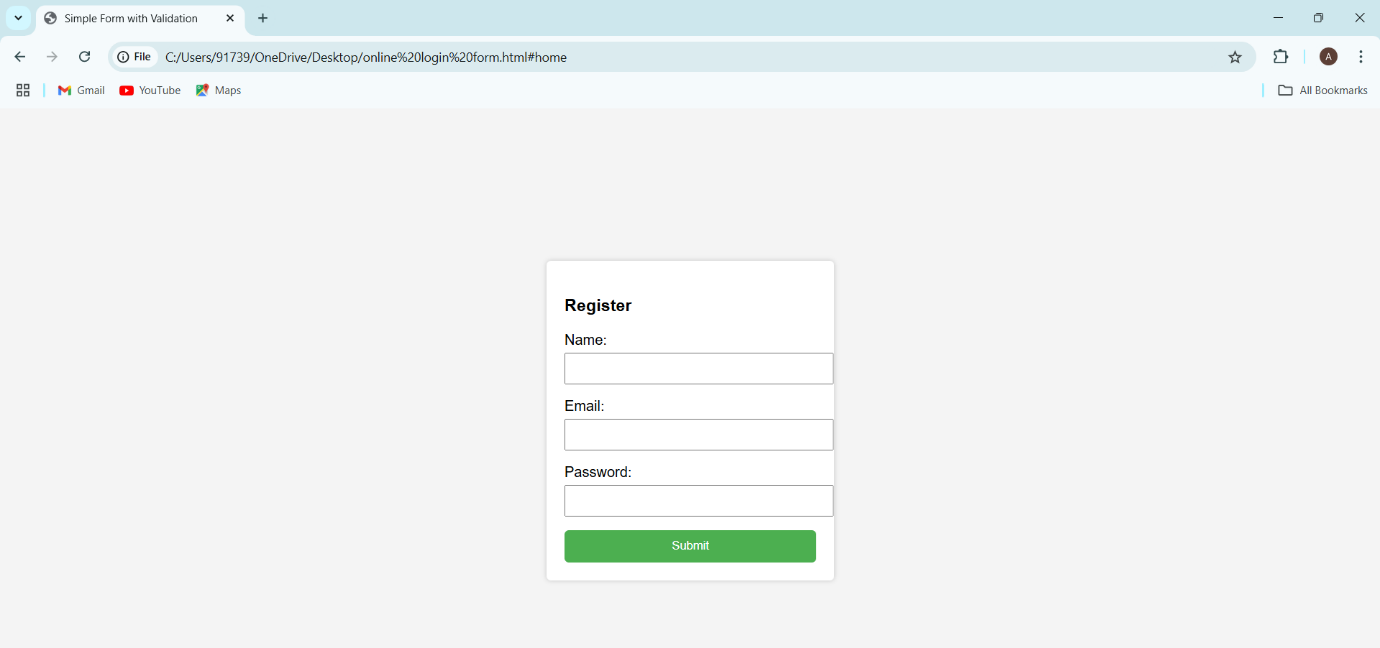 Simple Form with Validation
File C:/Users/91739/OneDrive/Desktop/online%20login%20form.html#home A
Gmail YouTube Maps All Bookmarks
Register
Name:
Email:
Password:
Submit